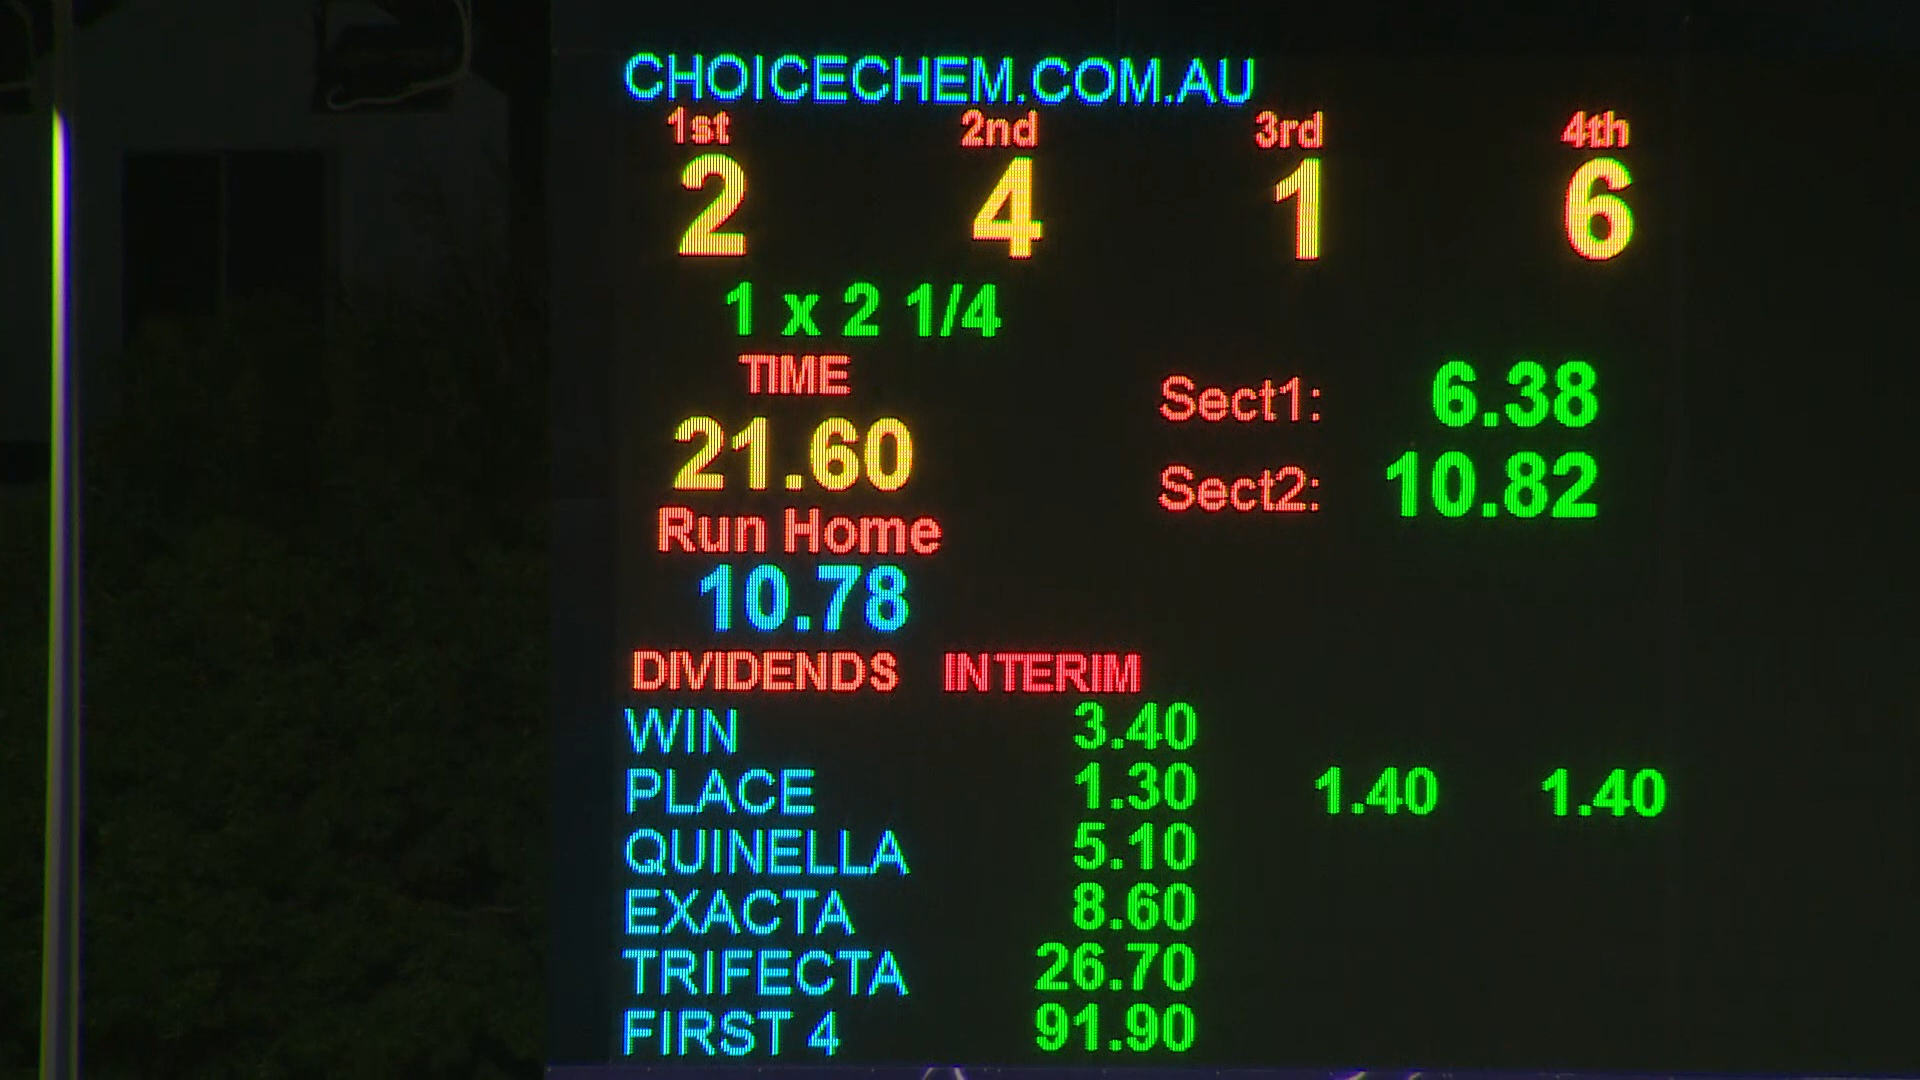 CHOICECHEM.COM.AU
1st 2nd 3rd 4th
2 4 1 6
1 x 2 1/4
TIME
21.60
Sect1: 6.38
Sect2: 10.82
Run Home
10.78
DIVIDENDS INTERIM
WIN 3.40
PLACE 1.30 1.40 1.40
QUINELLA 5.10
EXACTA 8.60
TRIFECTA 26.70
FIRST 4 91.90